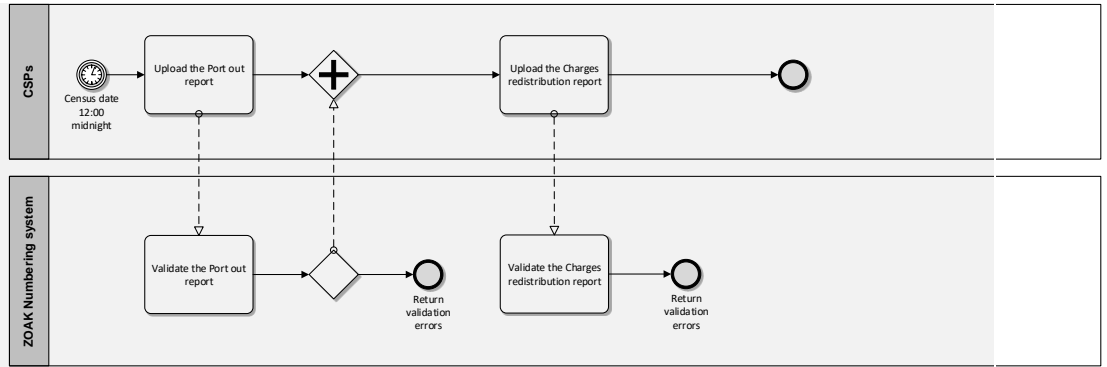 CSPs
Census date
12:00
midnight
Upload the Port out
report
Upload the Charges
redistribution report
ZOAK Numbering system
Validate the Port out
report
Return
validation
errors
Validate the Charges
redistribution report
Return
validation
errors